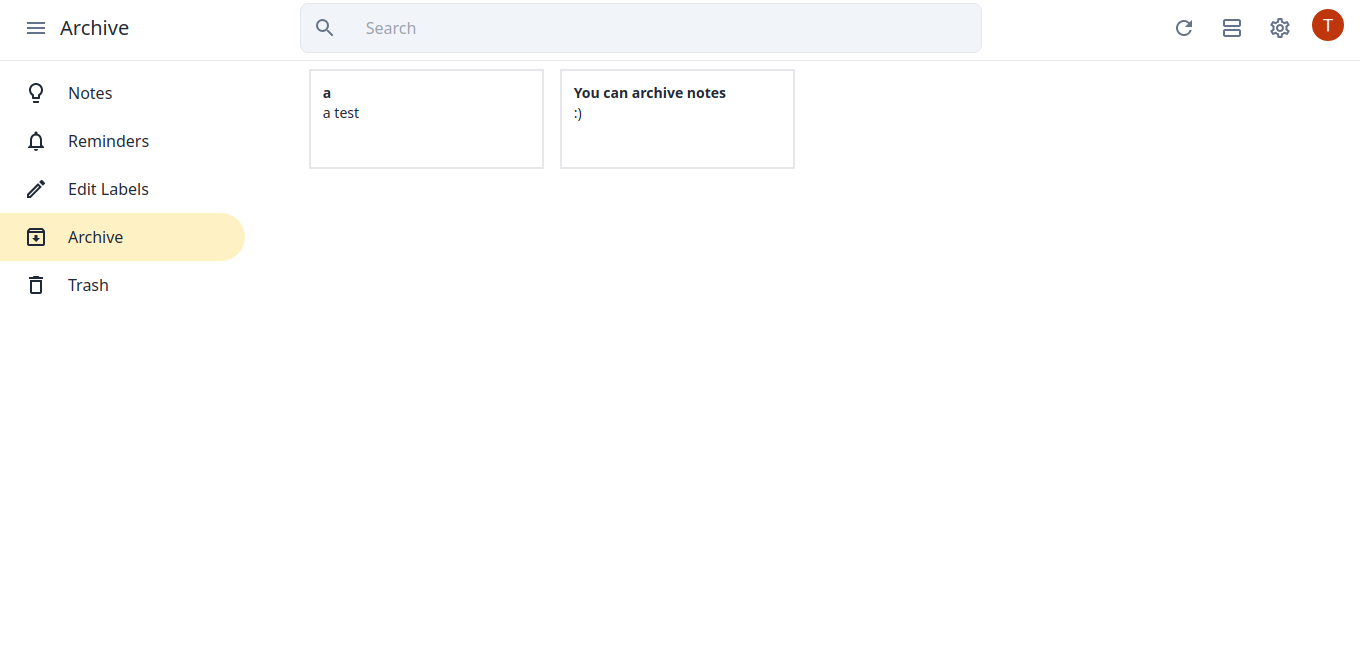 Archive
Search
T
Notes
Reminders
Edit Labels
Archive
Trash
a
a test
You can archive notes
:)